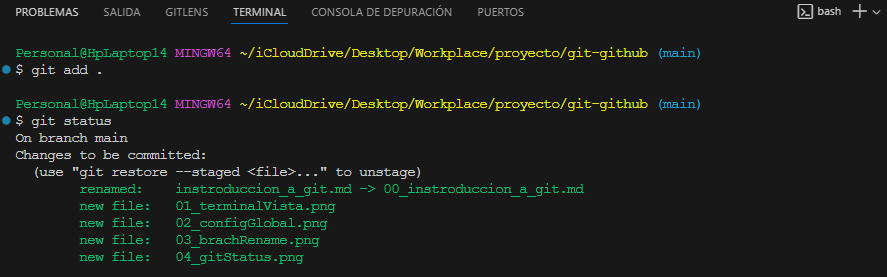 PROBLEMAS SALIDA GITLENS TERMINAL CONSOLA DE DEPURACIÓN PUERTOS bash
Personal@HpLaptop14 MINGW64 ~/iCloudDrive/Desktop/Workplace/proyecto/git-github (main)
$ git add .
Personal@HpLaptop14 MINGW64 ~/iCloudDrive/Desktop/Workplace/proyecto/git-github (main)
$ git status
On branch main
Changes to be committed:
  (use "git restore --staged <file>..." to unstage)
        renamed:    instroduccion_a_git.md -> 00_instroduccion_a_git.md
        new file:   01_terminalVista.png
        new file:   02_configGlobal.png
        new file:   03_brachRename.png
        new file:   04_gitStatus.png